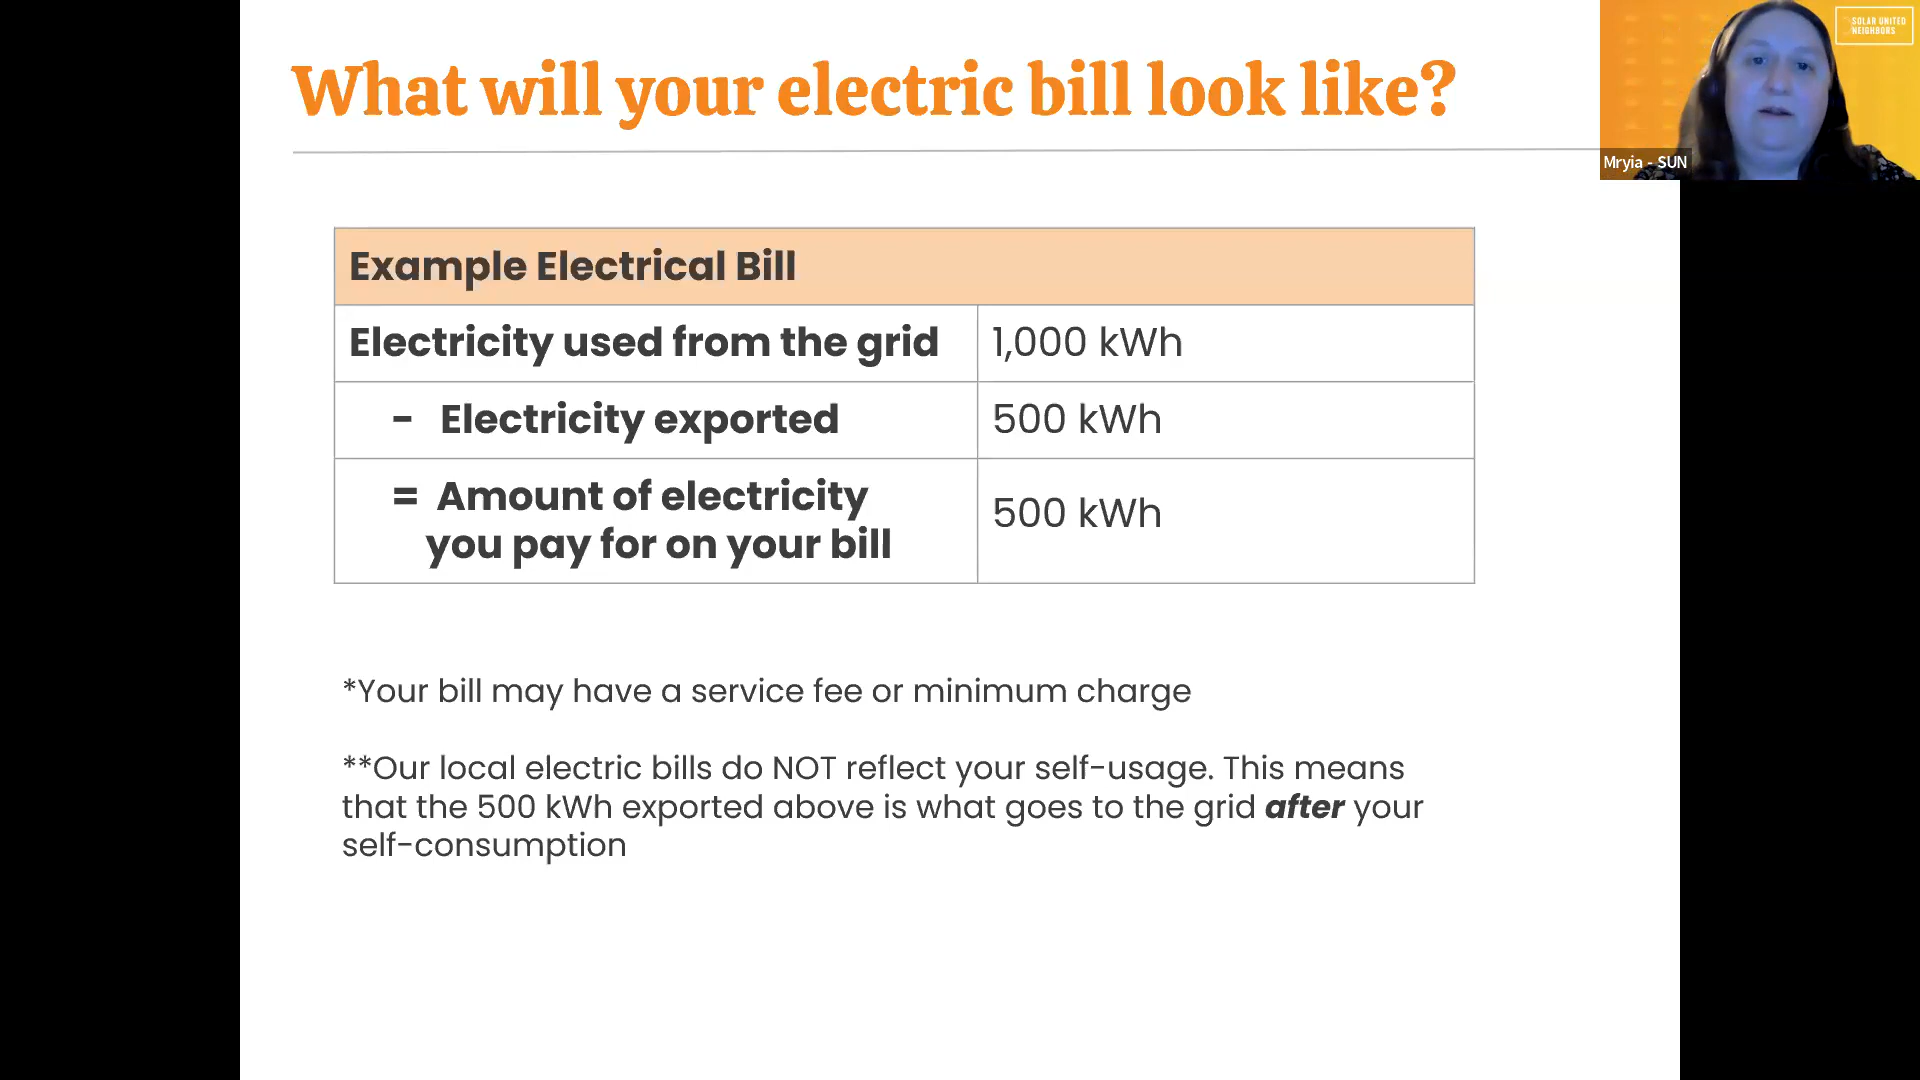 What will your electric bill look like?
SOLAR UNITED
NEIGHBORS
Mryia - SUN
Example Electrical Bill
Electricity used from the grid 1,000 kWh
- Electricity exported 500 kWh
= Amount of electricity
you pay for on your bill 500 kWh
*Your bill may have a service fee or minimum charge
**Our local electric bills do NOT reflect your self-usage. This means
that the 500 kWh exported above is what goes to the grid after your
self-consumption